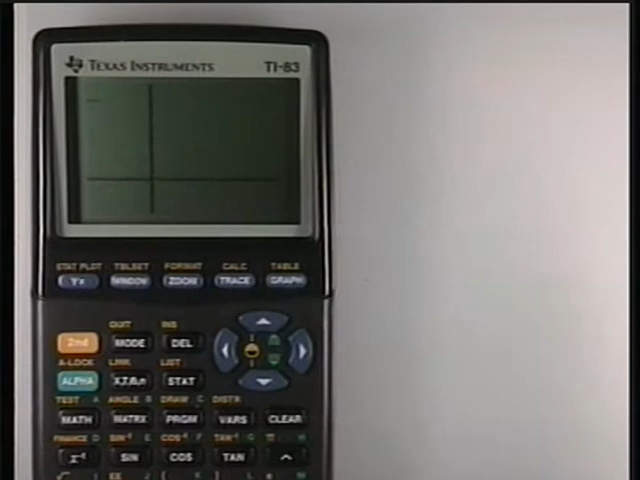 TEXAS INSTRUMENTS TI-83
STAT PLOT TBLSET FORMAT CALC TABLE
Y= WINDOW ZOOM TRACE GRAPH
QUIT INS
2nd MODE DEL
A-LOCK LINK LIST
ALPHA X,T,θ,n STAT
TEST A ANGLE B DRAW C DISTR
MATH MATRX PRGM VARS CLEAR
FINANCE D SIN⁻¹ E COS⁻¹ F TAN⁻¹ G π H
x⁻¹ SIN COS TAN ^
EE J